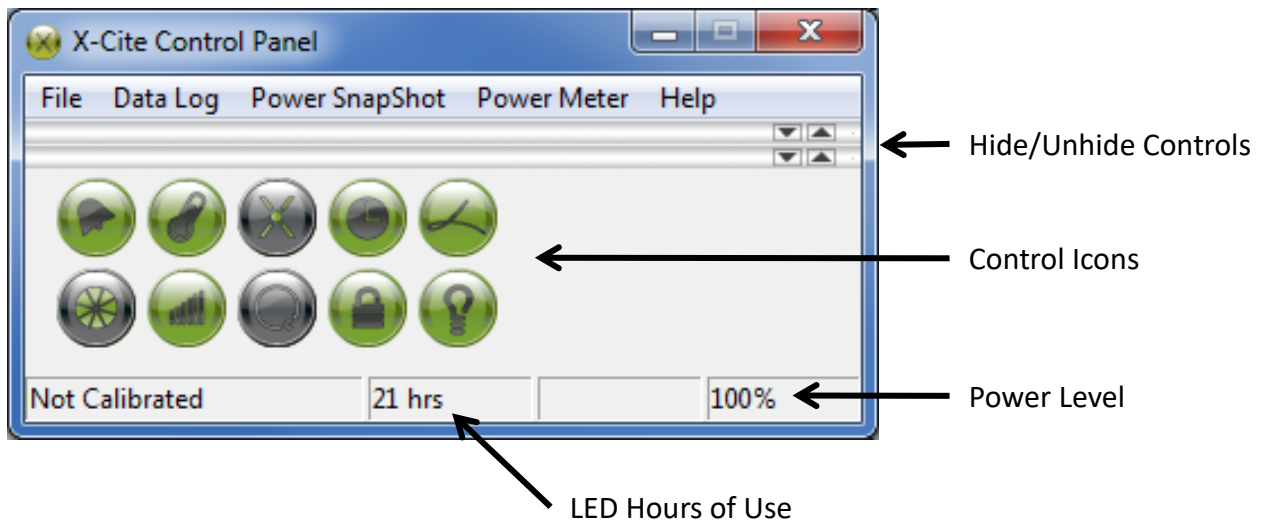 X-Cite Control Panel
File Data Log Power SnapShot Power Meter Help
Hide/Unhide Controls
Control Icons
Not Calibrated 21 hrs 100%
Power Level
LED Hours of Use